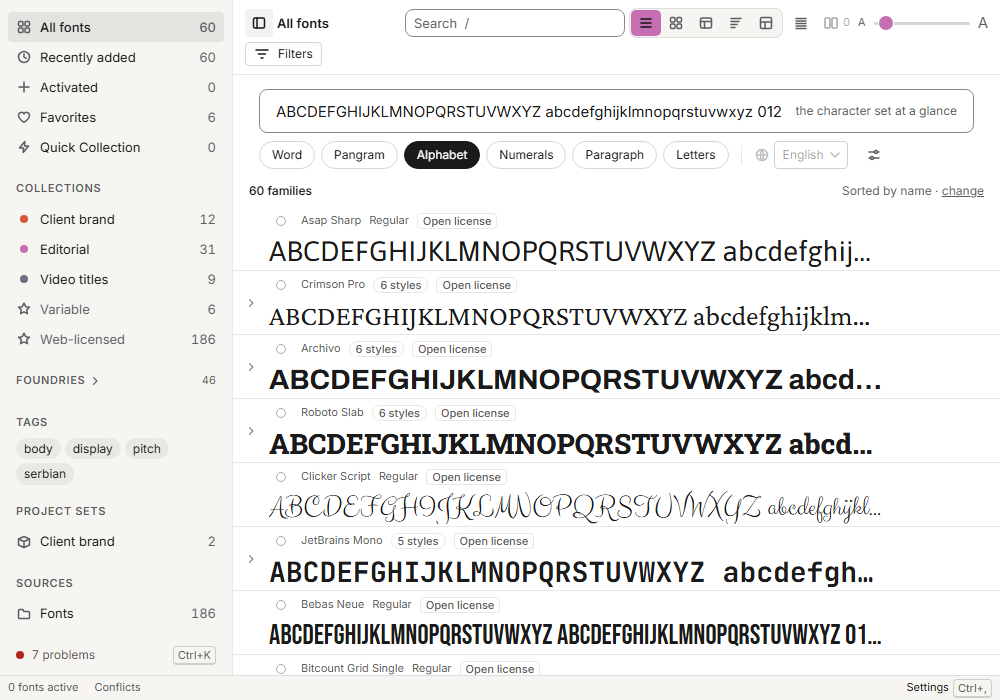 All fonts 60
Recently added 60
Activated 0
Favorites 6
Quick Collection 0
COLLECTIONS
Client brand 12
Editorial 31
Video titles 9
Variable 6
Web-licensed 186
FOUNDRIES 46
TAGS
body display pitch
serbian
PROJECT SETS
Client brand 2
SOURCES
Fonts 186
7 problems Ctrl+K
All fonts Search / 0 A A
Filters
ABCDEFGHIJKLMNOPQRSTUVWXYZ abcdefghijklmnopqrstuvwxyz 012 the character set at a glance
Word Pangram Alphabet Numerals Paragraph Letters English
60 families Sorted by name · change
Asap Sharp Regular Open license
ABCDEFGHIJKLMNOPQRSTUVWXYZ abcdefghij...
Crimson Pro 6 styles Open license
ABCDEFGHIJKLMNOPQRSTUVWXYZ abcdefghijklm...
Archivo 6 styles Open license
ABCDEFGHIJKLMNOPQRSTUVWXYZ abcd...
Roboto Slab 6 styles Open license
ABCDEFGHIJKLMNOPQRSTUVWXYZ abcd...
Clicker Script Regular Open license
ABCDEFGHIJKLMNOPQRSTUVWXYZ abcdefghijkl...
JetBrains Mono 5 styles Open license
ABCDEFGHIJKLMNOPQRSTUVWXYZ abcdefgh...
Bebas Neue Regular Open license
ABCDEFGHIJKLMNOPQRSTUVWXYZ ABCDEFGHIJKLMNOPQRSTUVWXYZ 01...
Bitcount Grid Single Regular Open license
0 fonts active Conflicts Settings Ctrl+,